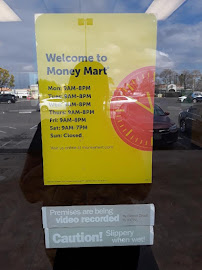 Welcome to
Money Mart
Mon: 9AM-8PM
Tues: 9AM-8PM
Wed: 9AM-8PM
Thurs: 9AM-8PM
Fri: 9AM-8PM
Sat: 9AM-7PM
Sun: Closed
Premises are being
video recorded
Caution! Slippery
when wet!